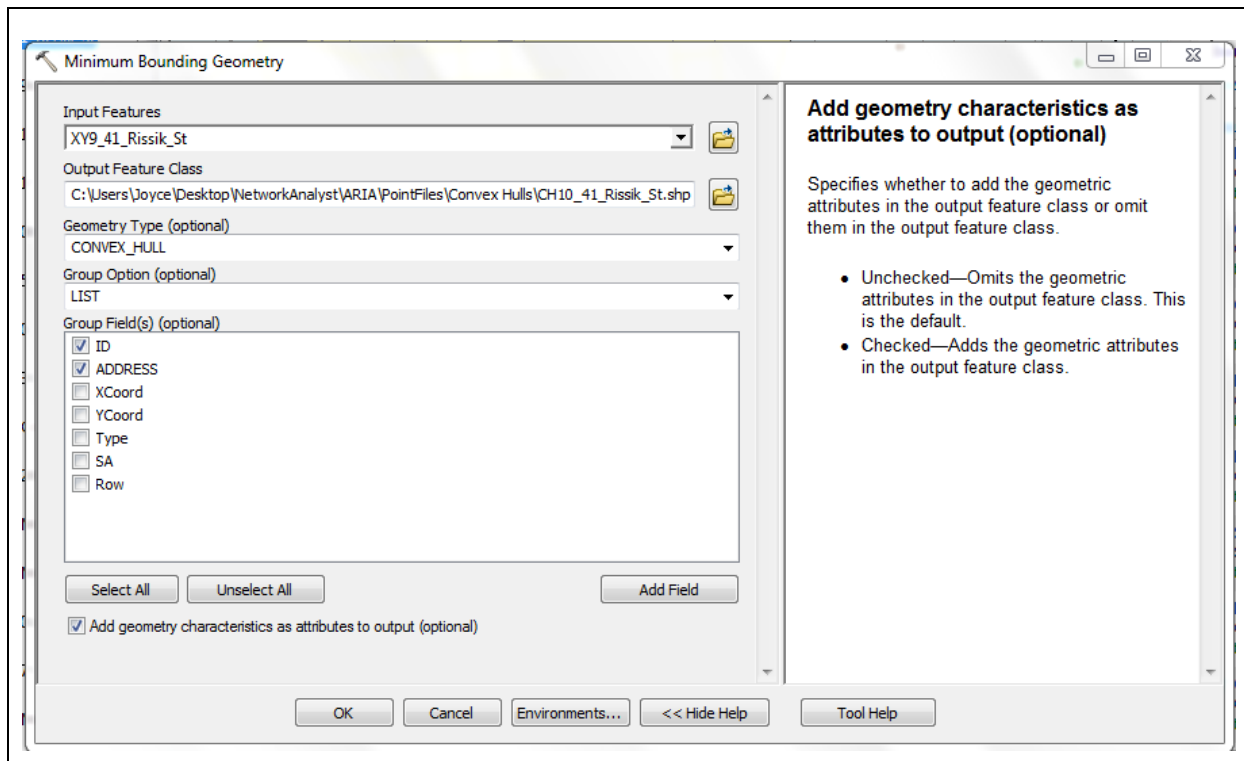 Minimum Bounding Geometry
Input Features
XY9_41_Rissik_St
Output Feature Class
C:\Users\Joyce\Desktop\NetworkAnalyst\ARIA\PointFiles\Convex Hulls\CH10_41_Rissik_St.shp
Geometry Type (optional)
CONVEX_HULL
Group Option (optional)
LIST
Group Field(s) (optional)
ID
ADDRESS
XCoord
YCoord
Type
SA
Row
Select All
Unselect All
Add Field
Add geometry characteristics as attributes to output (optional)
OK
Cancel
Environments...
<< Hide Help
Add geometry characteristics as
attributes to output (optional)
Specifies whether to add the geometric
attributes in the output feature class or omit
them in the output feature class.
• Unchecked—Omits the geometric
attributes in the output feature class. This
is the default.
• Checked—Adds the geometric attributes
in the output feature class.
Tool Help